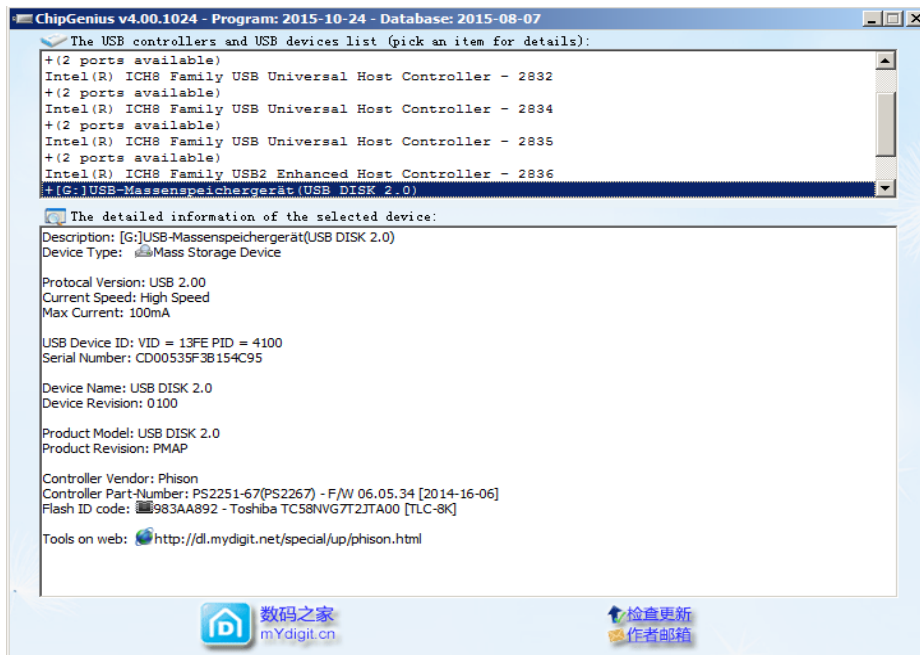 ChipGenius v4.00.1024 - Program: 2015-10-24 - Database: 2015-08-07
The USB controllers and USB devices list (pick an item for details):
+(2 ports available)
Intel(R) ICH8 Family USB Universal Host Controller - 2832
+(2 ports available)
Intel(R) ICH8 Family USB Universal Host Controller - 2834
+(2 ports available)
Intel(R) ICH8 Family USB Universal Host Controller - 2835
+(2 ports available)
Intel(R) ICH8 Family USB2 Enhanced Host Controller - 2836
+[G:]USB-Massenspeichergerät(USB DISK 2.0)
The detailed information of the selected device:
Description: [G:]USB-Massenspeichergerät(USB DISK 2.0)
Device Type: Mass Storage Device
Protocal Version: USB 2.00
Current Speed: High Speed
Max Current: 100mA
USB Device ID: VID = 13FE PID = 4100
Serial Number: CD00535F3B154C95
Device Name: USB DISK 2.0
Device Revision: 0100
Product Model: USB DISK 2.0
Product Revision: PMAP
Controller Vendor: Phison
Controller Part-Number: PS2251-67(PS2267) - F/W 06.05.34 [2014-16-06]
Flash ID code: 983AA892 - Toshiba TC58NVG7T2JTA00 [TLC-8K]
Tools on web: http://dl.mydigit.net/special/up/phison.html
数码之家
mYdigit.cn
检查更新
作者邮箱